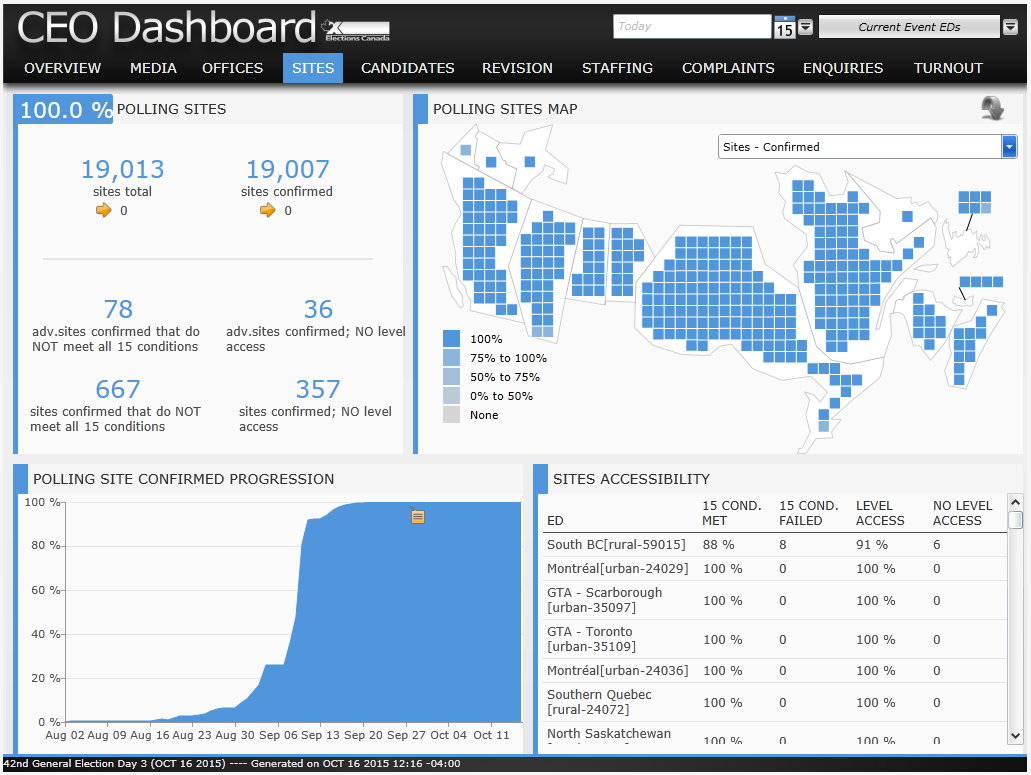 CEO Dashboard
Elections Canada
Today
15
Current Event EDs
OVERVIEW MEDIA OFFICES SITES CANDIDATES REVISION STAFFING COMPLAINTS ENQUIRIES TURNOUT
100.0 % POLLING SITES
19,013
sites total
0
19,007
sites confirmed
0
78
adv.sites confirmed that do
NOT meet all 15 conditions
36
adv.sites confirmed; NO level
access
667
sites confirmed that do NOT
meet all 15 conditions
357
sites confirmed; NO level
access
POLLING SITES MAP
Sites - Confirmed
100%
75% to 100%
50% to 75%
0% to 50%
None
POLLING SITE CONFIRMED PROGRESSION
100 %
80 %
60 %
40 %
20 %
0 %
Aug 02 Aug 09 Aug 16 Aug 23 Aug 30 Sep 06 Sep 13 Sep 20 Sep 27 Oct 04 Oct 11
SITES ACCESSIBILITY
ED 15 COND. MET 15 COND. FAILED LEVEL ACCESS NO LEVEL ACCESS
South BC[rural-59015] 88 % 8 91 % 6
Montréal[urban-24029] 100 % 0 100 % 0
GTA - Scarborough
[urban-35097] 100 % 0 100 % 0
GTA - Toronto
[urban-35109] 100 % 0 100 % 0
Montréal[urban-24036] 100 % 0 100 % 0
Southern Quebec
[rural-24072] 100 % 0 100 % 0
North Saskatchewan
100 % 0 100 % 0
42nd General Election Day 3 (OCT 16 2015) ---- Generated on OCT 16 2015 12:16 -04:00